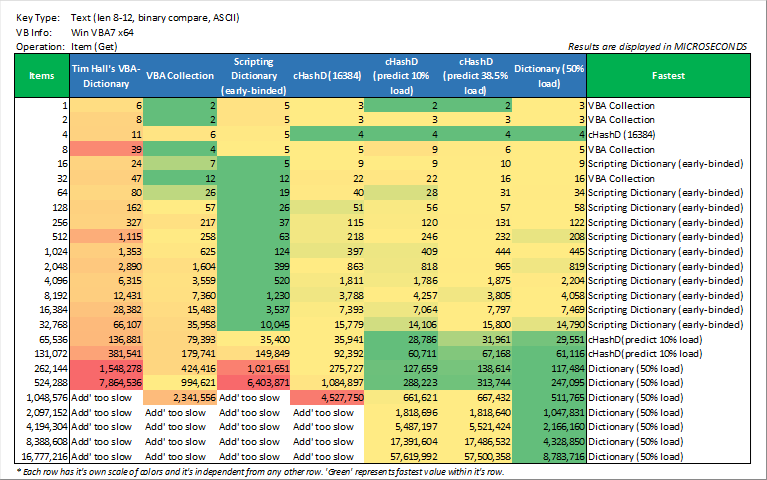 Key Type: Text (len 8-12, binary compare, ASCII)
VB Info: Win VBA7 x64
Operation: Item (Get)
Results are displayed in MICROSECONDS
Items Tim Hall's VBA-Dictionary VBA Collection Scripting Dictionary (early-binded) cHashD (16384) cHashD (predict 10% load) cHashD (predict 38.5% load) Dictionary (50% load) Fastest
1 6 2 5 3 2 2 3 VBA Collection
2 8 2 5 3 3 3 3 VBA Collection
4 11 6 5 4 4 4 4 cHashD (16384)
8 39 4 5 5 9 6 5 VBA Collection
16 24 7 5 9 9 10 9 Scripting Dictionary (early-binded)
32 47 12 12 22 22 16 16 VBA Collection
64 80 26 19 40 28 31 34 Scripting Dictionary (early-binded)
128 162 57 26 51 56 57 58 Scripting Dictionary (early-binded)
256 327 217 37 115 120 131 122 Scripting Dictionary (early-binded)
512 1,115 258 63 218 246 232 208 Scripting Dictionary (early-binded)
1,024 1,353 625 124 397 409 444 445 Scripting Dictionary (early-binded)
2,048 2,890 1,604 399 863 818 965 819 Scripting Dictionary (early-binded)
4,096 6,315 3,559 520 1,811 1,786 1,875 2,204 Scripting Dictionary (early-binded)
8,192 12,431 7,360 1,230 3,788 4,257 3,805 4,058 Scripting Dictionary (early-binded)
16,384 28,382 15,483 3,537 7,393 7,064 7,797 7,469 Scripting Dictionary (early-binded)
32,768 66,107 35,958 10,045 15,779 14,106 15,800 14,790 Scripting Dictionary (early-binded)
65,536 136,881 79,393 35,400 35,941 28,786 31,961 29,551 cHashD(predict 10% load)
131,072 381,541 179,741 149,849 92,392 60,711 67,168 61,116 cHashD(predict 10% load)
262,144 1,548,278 424,416 1,021,651 275,727 127,659 138,614 117,484 Dictionary (50% load)
524,288 7,864,536 994,621 6,403,871 1,084,897 288,223 313,744 247,095 Dictionary (50% load)
1,048,576 Add' too slow 2,341,556 Add' too slow 4,527,750 661,621 667,432 511,765 Dictionary (50% load)
2,097,152 Add' too slow Add' too slow Add' too slow Add' too slow 1,818,696 1,818,640 1,047,831 Dictionary (50% load)
4,194,304 Add' too slow Add' too slow Add' too slow Add' too slow 5,487,197 5,521,424 2,166,160 Dictionary (50% load)
8,388,608 Add' too slow Add' too slow Add' too slow Add' too slow 17,391,604 17,486,532 4,328,850 Dictionary (50% load)
16,777,216 Add' too slow Add' too slow Add' too slow Add' too slow 57,619,992 57,500,358 8,783,716 Dictionary (50% load)
* Each row has it's own scale of colors and it's independent from any other row. 'Green' represents fastest value within it's row.